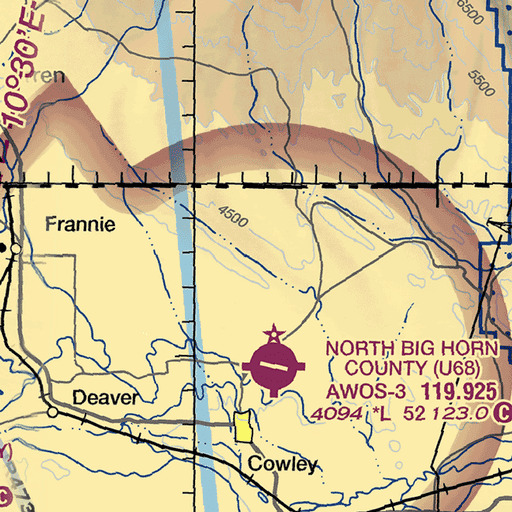 10°30'E
5500
Frannie
4500
NORTH BIG HORN
COUNTY (U68)
AWOS-3 119.925
4094 *L 52 123.0 C
Deaver
Cowley
C